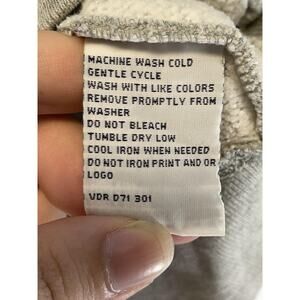 MACHINE WASH COLD
GENTLE CYCLE
WASH WITH LIKE COLORS
REMOVE PROMPTLY FROM
WASHER
DO NOT BLEACH
TUMBLE DRY LOW
COOL IRON WHEN NEEDED
DO NOT IRON PRINT AND OR
LOGO
VDR D71 301